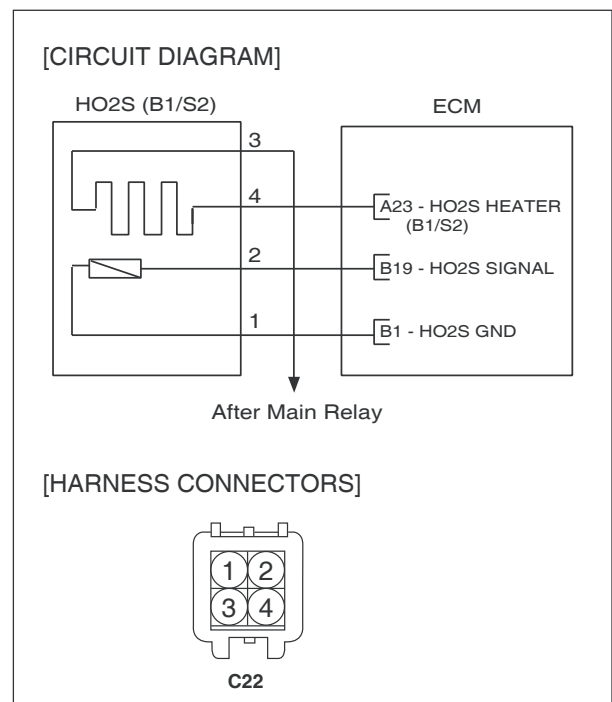 [CIRCUIT DIAGRAM]
HO2S (B1/S2)
ECM
3
4
A23 - HO2S HEATER
(B1/S2)
2
B19 - HO2S SIGNAL
1
B1 - HO2S GND
After Main Relay
[HARNESS CONNECTORS]
1 2
3 4
C22